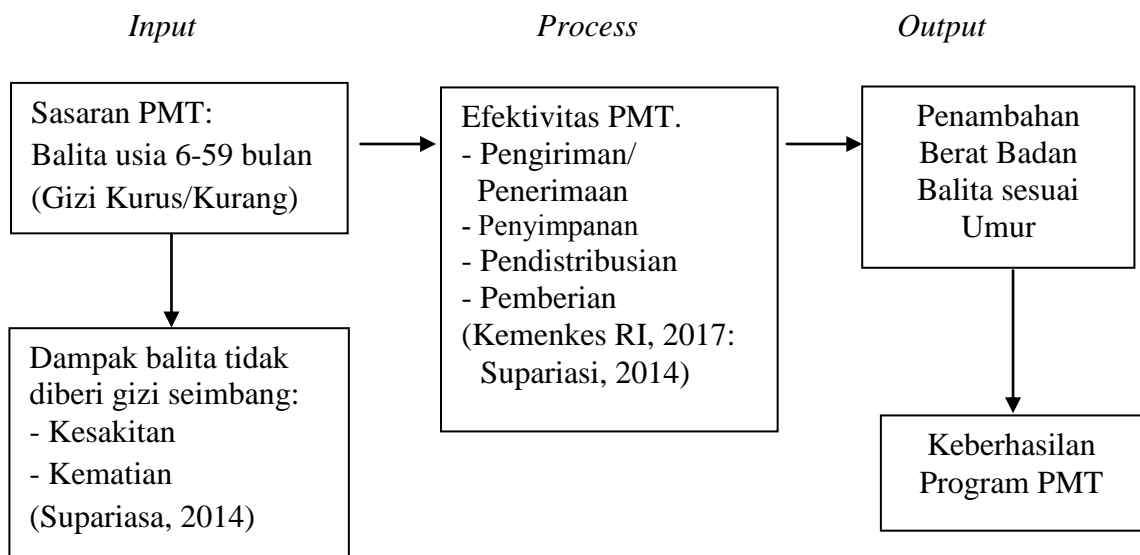 Input
Process
Output
Sasaran PMT:
Balita usia 6-59 bulan
(Gizi Kurus/Kurang)
Dampak balita tidak
diberi gizi seimbang:
- Kesakitan
- Kematian
(Supariasa, 2014)
Efektivitas PMT.
- Pengiriman/
Penerimaan
- Penyimpanan
- Pendistribusian
- Pemberian
(Kemenkes RI, 2017:
Supariasi, 2014)
Penambahan
Berat Badan
Balita sesuai
Umur
Keberhasilan
Program PMT